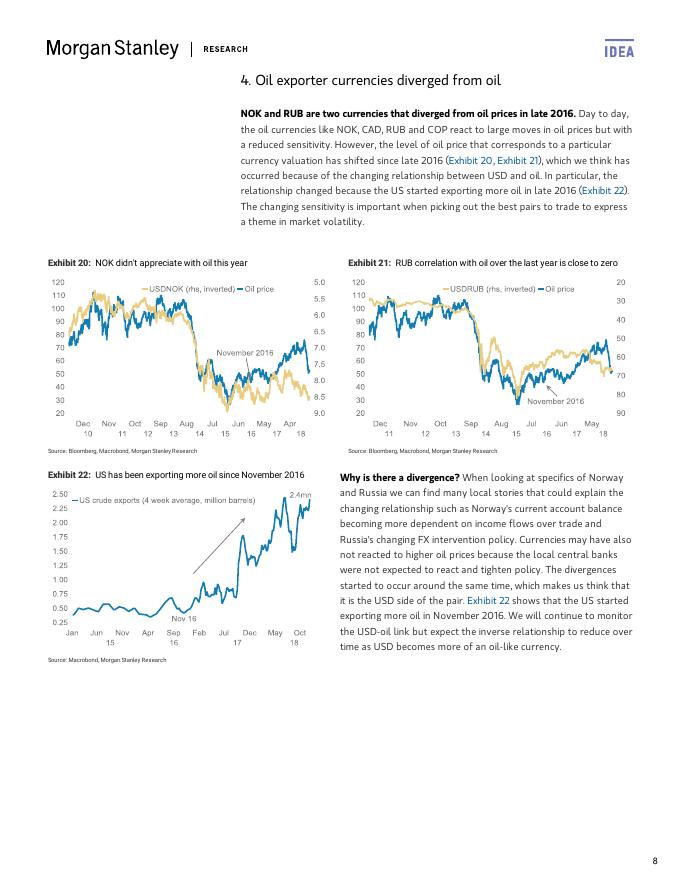 Morgan Stanley | RESEARCH
IDEA
4. Oil exporter currencies diverged from oil
NOK and RUB are two currencies that diverged from oil prices in late 2016. Day to day,
the oil currencies like NOK, CAD, RUB and COP react to large moves in oil prices but with
a reduced sensitivity. However, the level of oil price that corresponds to a particular
currency valuation has shifted since late 2016 (Exhibit 20, Exhibit 21), which we think has
occurred because of the changing relationship between USD and oil. In particular, the
relationship changed because the US started exporting more oil in late 2016 (Exhibit 22).
The changing sensitivity is important when picking out the best pairs to trade to express
a theme in market volatility.
Exhibit 20: NOK didn't appreciate with oil this year
120
110
100
90
80
70
60
50
40
30
20
USDNOK (rhs, inverted) Oil price
5.0
5.5
6.0
6.5
7.0
7.5
8.0
8.5
9.0
November 2016
Dec Nov Oct Sep Aug Jul Jun May Apr
10 11 12 13 14 15 16 17 18
Source: Bloomberg, Macrobond, Morgan Stanley Research
Exhibit 21: RUB correlation with oil over the last year is close to zero
120
110
100
90
80
70
60
50
40
30
20
USDRUB (rhs, inverted) Oil price
20
30
40
50
60
70
80
90
November 2016
Dec Nov Oct Sep Aug Jul Jun May
11 12 13 14 15 16 17 18
Source: Bloomberg, Macrobond, Morgan Stanley Research
Exhibit 22: US has been exporting more oil since November 2016
2.50
2.25
2.00
1.75
1.50
1.25
1.00
0.75
0.50
0.25
US crude exports (4 week average, million barrels)
2.4mn
Nov 16
Jan Jun Nov Apr Sep Feb Jul Dec May Oct
15 16 17 18
Source: Macrobond, Morgan Stanley Research
Why is there a divergence? When looking at specifics of Norway
and Russia we can find many local stories that could explain the
changing relationship such as Norway's current account balance
becoming more dependent on income flows over trade and
Russia's changing FX intervention policy. Currencies may have also
not reacted to higher oil prices because the local central banks
were not expected to react and tighten policy. The divergences
started to occur around the same time, which makes us think that
it is the USD side of the pair. Exhibit 22 shows that the US started
exporting more oil in November 2016. We will continue to monitor
the USD-oil link but expect the inverse relationship to reduce over
time as USD becomes more of an oil-like currency.
8